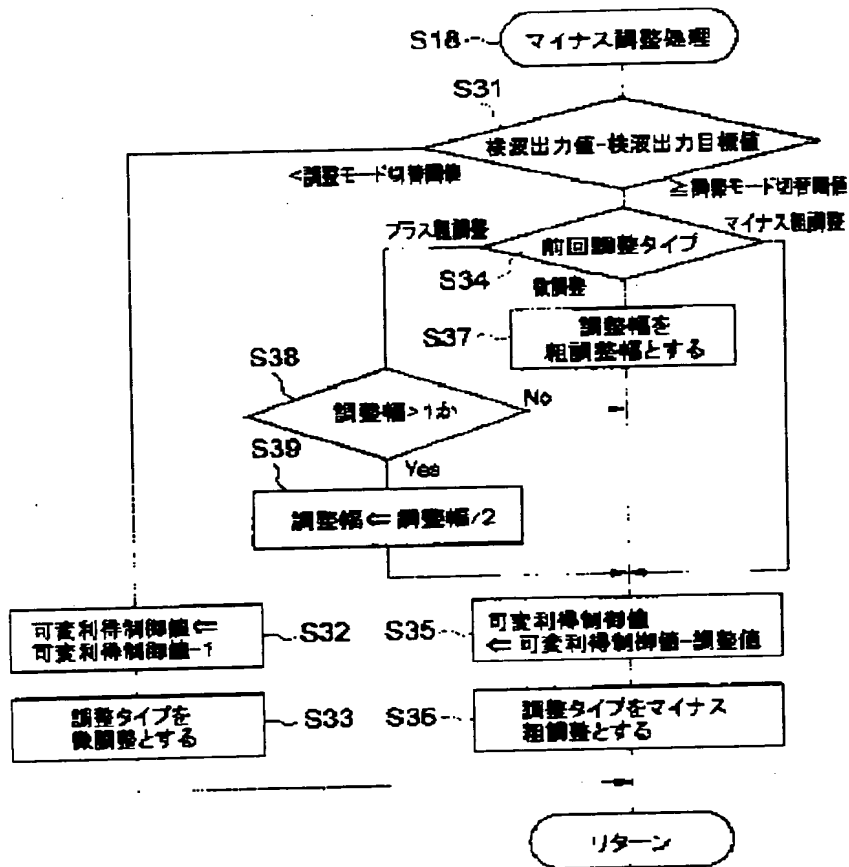 S18
マイナス調整処理
S31
検波出力値-検波出力目標値
<調整モード切替閾値
≧調整モード切替閾値
プラス粗調整
マイナス粗調整
前回調整タイプ
S34
微調整
S37
調整幅を
粗調整幅とする
S38
調整幅>1か
No
S39
Yes
調整幅⇐調整幅/2
可変利得制御値⇐
可変利得制御値-1
S32
S35
可変利得制御値
⇐可変利得制御値-調整値
調整タイプを
微調整とする
S33
S36
調整タイプをマイナス
粗調整とする
リターン